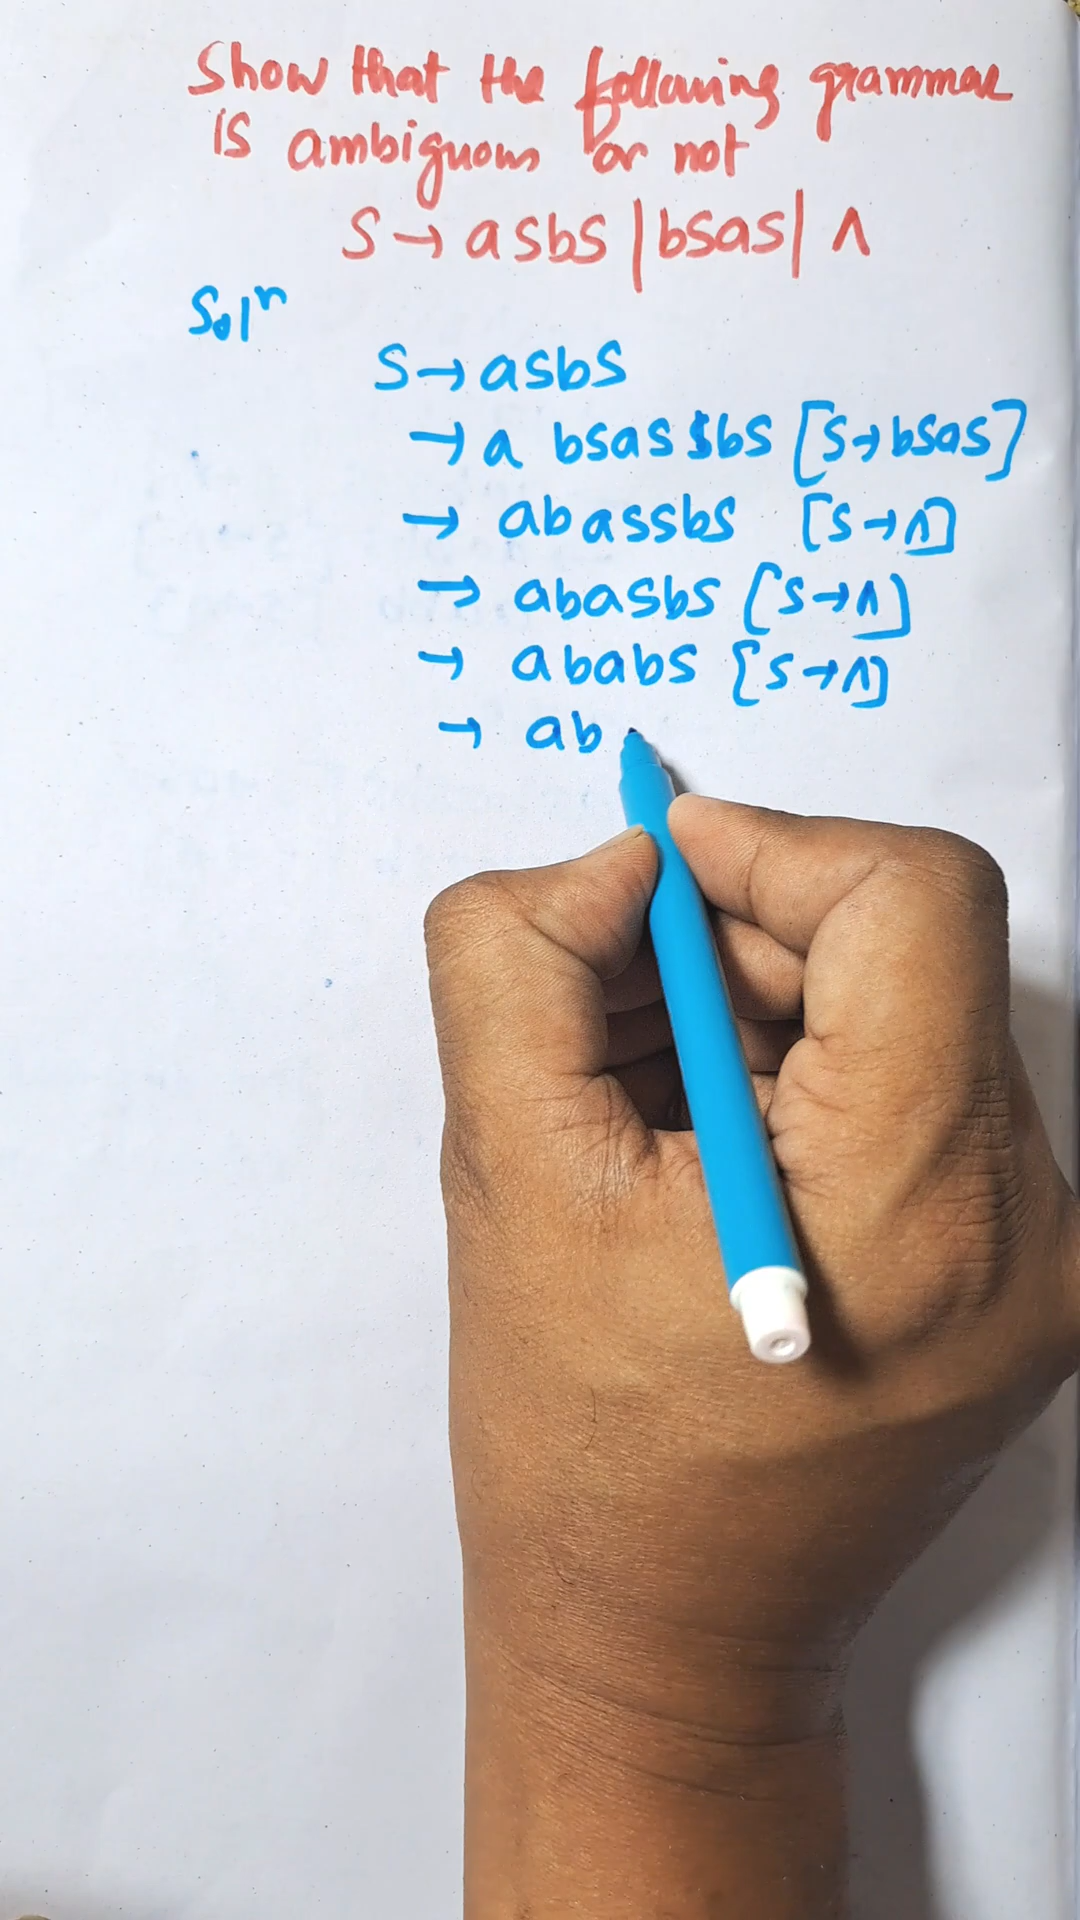 Show that the following grammar
is ambiguous or not
S → asbs | bsas | ʌ
Solⁿ
S → asbs
→ a bsas sbs [s→bsas]
→ abassbs [s→ʌ]
→ abasbs [s→ʌ]
→ ababs [s→ʌ]
→ ab